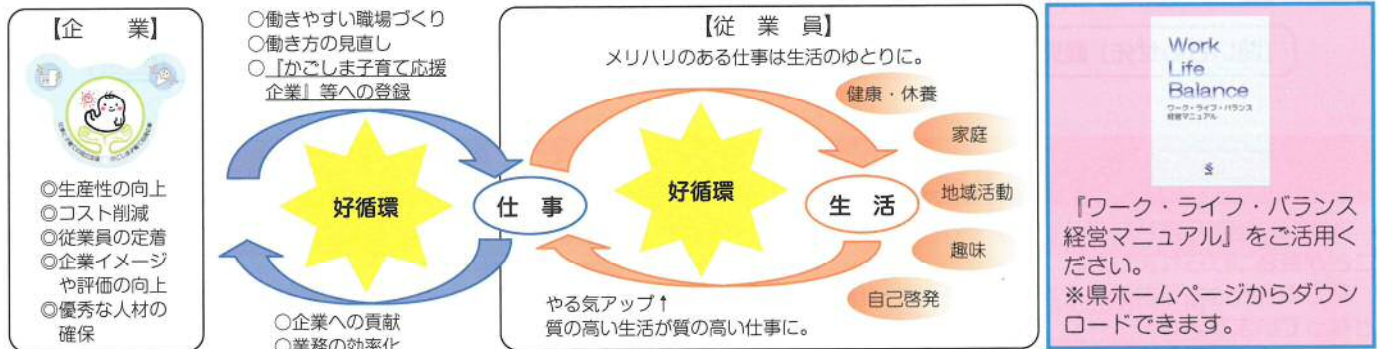 【企　業】
◎生産性の向上
◎コスト削減
◎従業員の定着
◎企業イメージ
や評価の向上
◎優秀な人材の
確保
○働きやすい職場づくり
○働き方の見直し
○『かごしま子育て応援
企業』等への登録
好循環
○企業への貢献
○業務の効率化
仕　事
【従　業　員】
メリハリのある仕事は生活のゆとりに。
好循環
生　活
健康・休養
家庭
地域活動
趣味
自己啓発
やる気アップ↑
質の高い生活が質の高い仕事に。
Work
Life
Balance
ワーク・ライフ・バランス
経営マニュアル
『ワーク・ライフ・バランス
経営マニュアル』をご活用く
ださい。
※県ホームページからダウン
ロードできます。